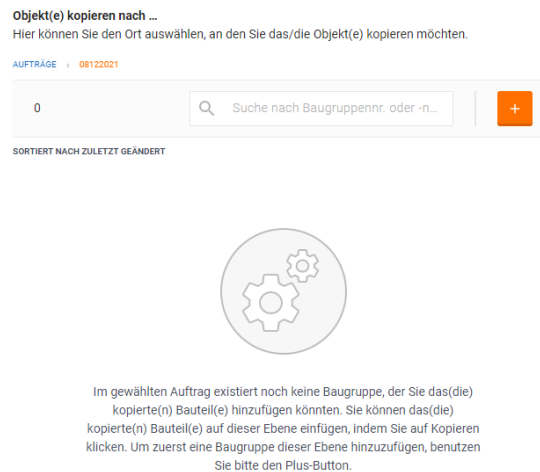 Objekt(e) kopieren nach ...
Hier können Sie den Ort auswählen, an den Sie das/die Objekt(e) kopieren möchten.
AUFTRÄGE › 08122021
0
Suche nach Baugruppennr. oder -n...
+
SORTIERT NACH ZULETZT GEÄNDERT
Im gewählten Auftrag existiert noch keine Baugruppe, der Sie das(die)
kopierte(n) Bauteil(e) hinzufügen könnten. Sie können das(die)
kopierte(n) Bauteil(e) auf dieser Ebene einfügen, indem Sie auf Kopieren
klicken. Um zuerst eine Baugruppe dieser Ebene hinzuzufügen, benutzen
Sie bitte den Plus-Button.